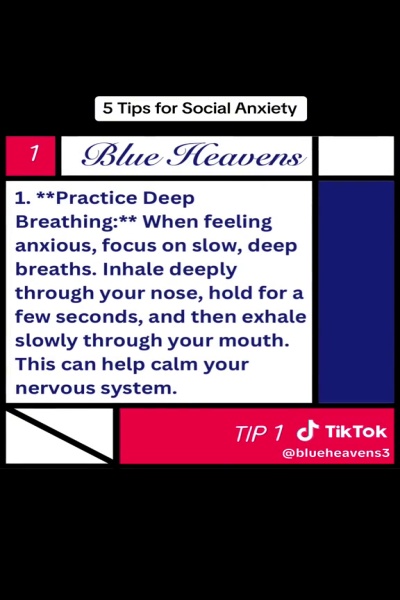 5 Tips for Social Anxiety
1
Blue Heavens
1. **Practice Deep
Breathing:** When feeling
anxious, focus on slow, deep
breaths. Inhale deeply
through your nose, hold for a
few seconds, and then exhale
slowly through your mouth.
This can help calm your
nervous system.
TIP 1
TikTok
@blueheavens3